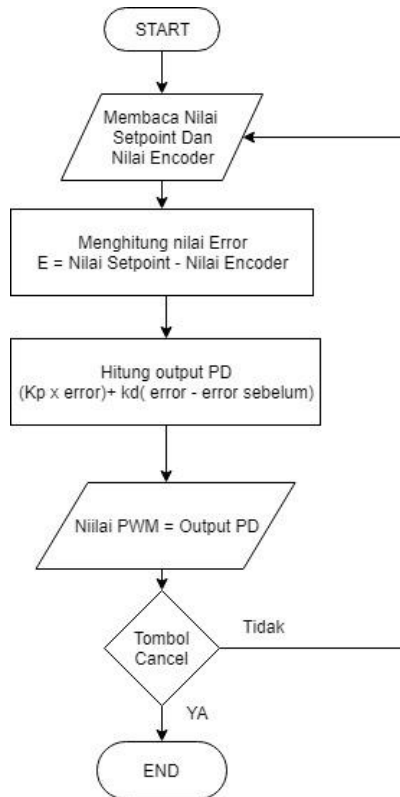 START
Membaca Nilai
Setpoint Dan
Nilai Encoder
Menghitung nilai Error
E = Nilai Setpoint - Nilai Encoder
Hitung output PD
(Kp x error)+ kd( error - error sebelum)
Niilai PWM = Output PD
Tombol
Cancel
Tidak
YA
END